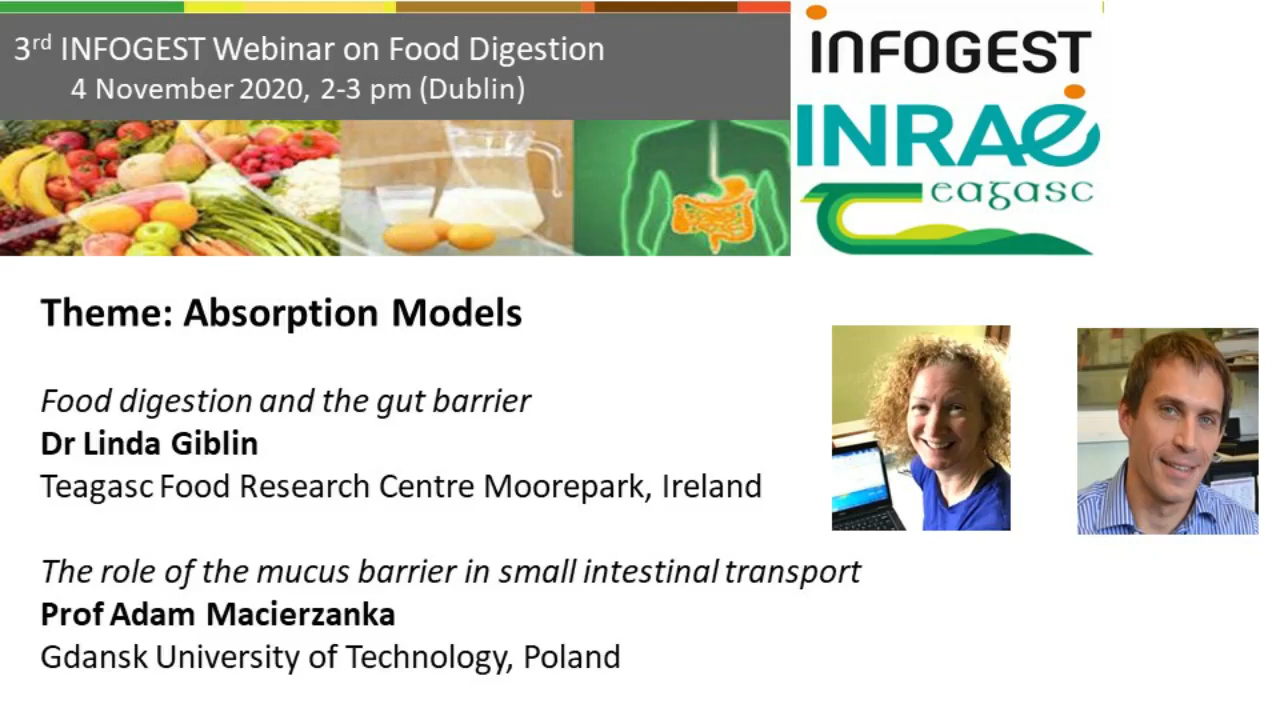 3rd INFOGEST Webinar on Food Digestion
4 November 2020, 2-3 pm (Dublin)
INFOGEST
INRAE
eagasc
Theme: Absorption Models
Food digestion and the gut barrier
Dr Linda Giblin
Teagasc Food Research Centre Moorepark, Ireland
The role of the mucus barrier in small intestinal transport
Prof Adam Macierzanka
Gdansk University of Technology, Poland